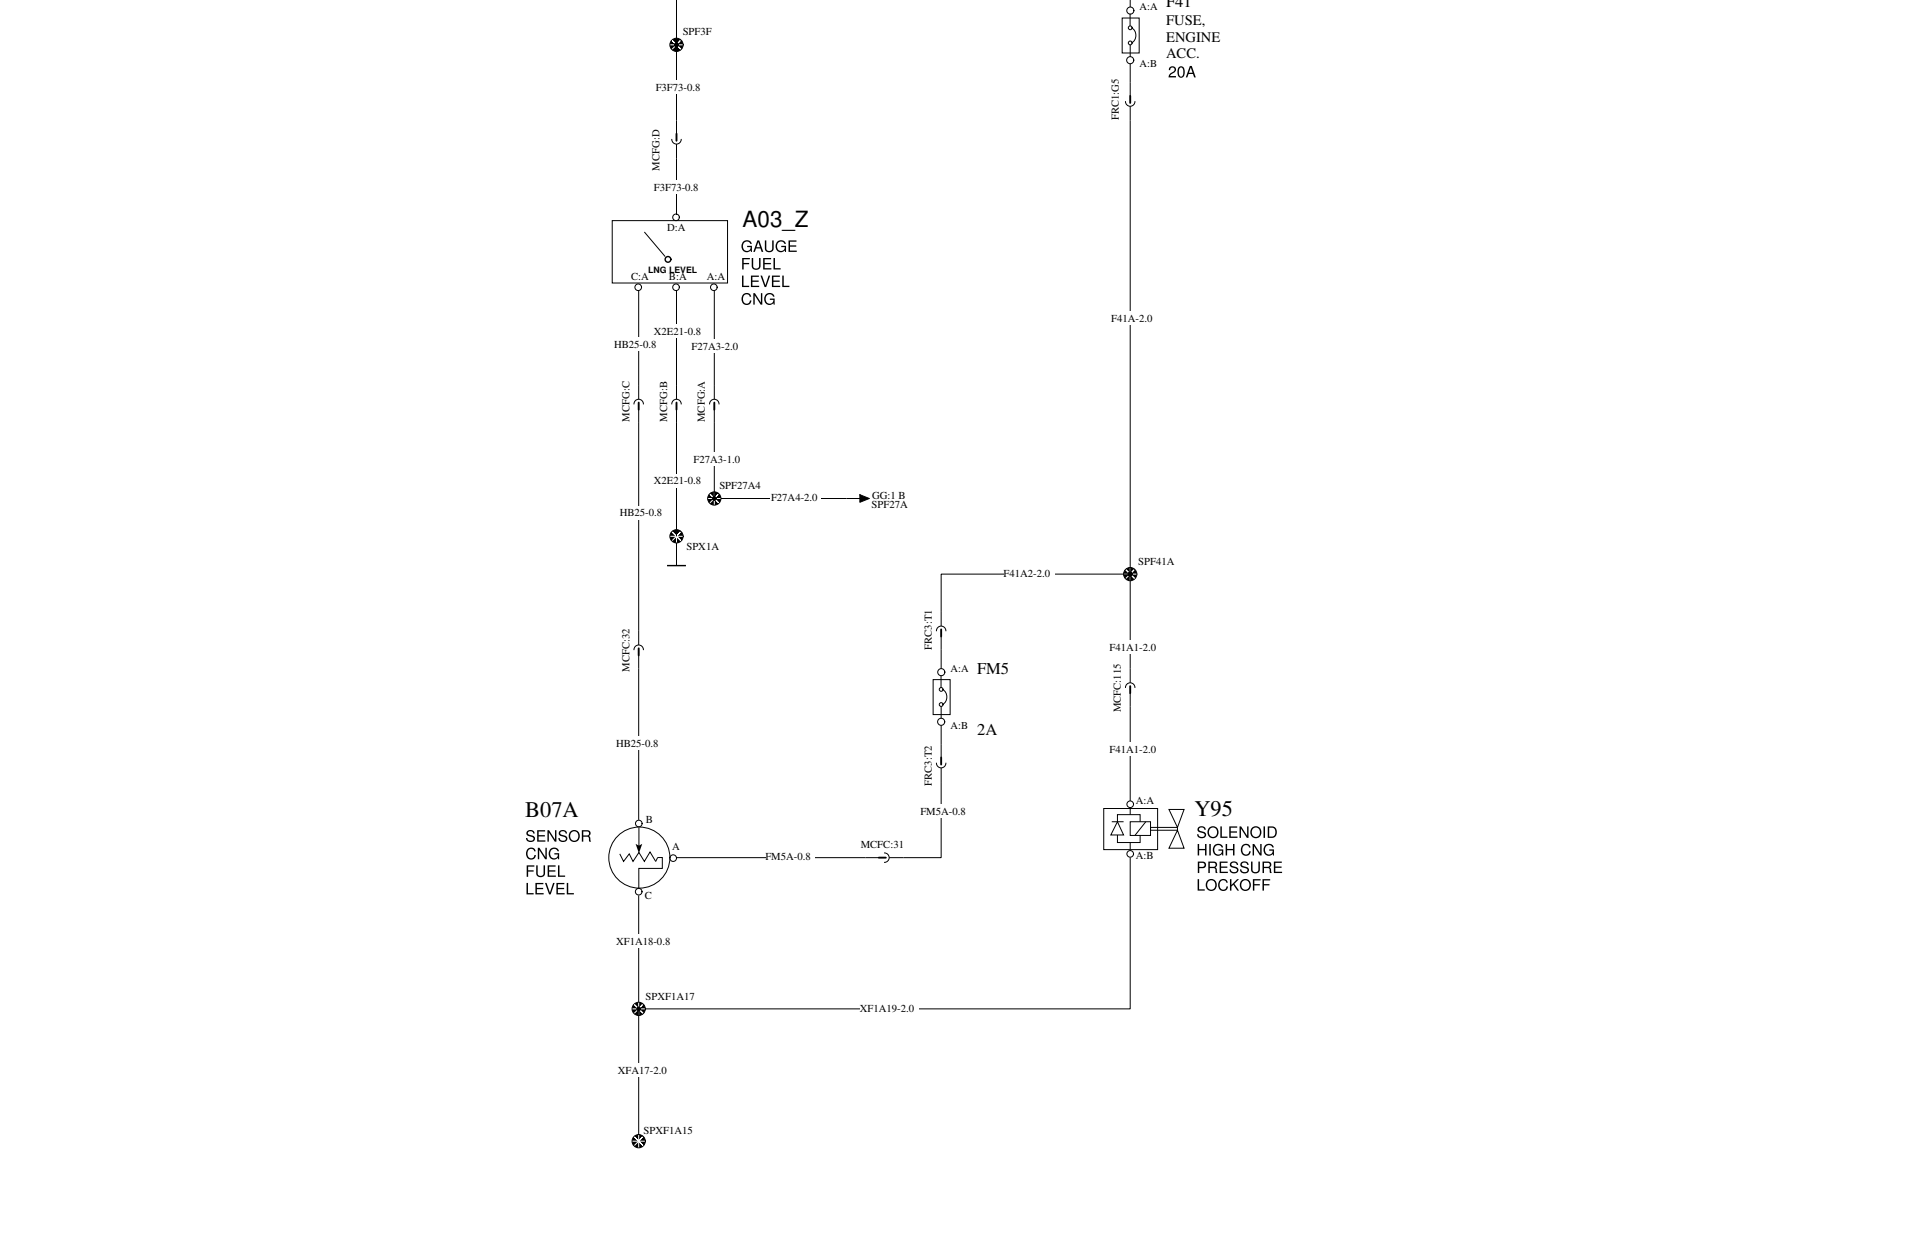 SPF3F
F3F73-0.8
MCFG:D
F3F73-0.8
D:A
LNG LEVEL
C:A
B:A
A:A
A03_Z
GAUGE
FUEL
LEVEL
CNG
HB25-0.8
X2E21-0.8
F27A3-2.0
MCFG:C
MCFG:B
MCFG:A
F27A3-1.0
X2E21-0.8
HB25-0.8
SPF27A4
F27A4-2.0
GG:1 B
SPF27A
SPX1A
MCFC:32
HB25-0.8
B07A
SENSOR
CNG
FUEL
LEVEL
B
A
C
FM5A-0.8
MCFC:31
XF1A18-0.8
SPXF1A17
XF1A19-2.0
XFA17-2.0
SPXF1A15
A:A
F41
FUSE,
ENGINE
ACC.
20A
A:B
FRC1:G5
F41A-2.0
SPF41A
F41A2-2.0
FRC3:T1
A:A
FM5
A:B
2A
FRC3:T2
FM5A-0.8
F41A1-2.0
MCFC:115
F41A1-2.0
A:A
A:B
Y95
SOLENOID
HIGH CNG
PRESSURE
LOCKOFF